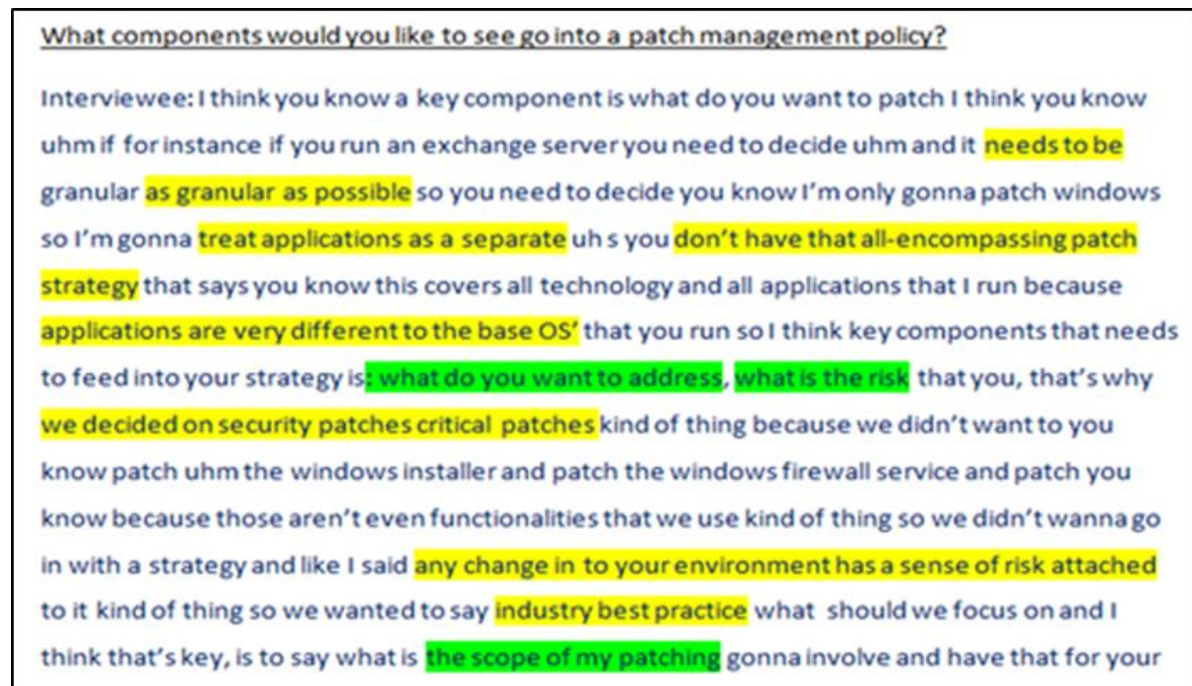 What components would you like to see go into a patch management policy?
Interviewee: I think you know a key component is what do you want to patch I think you know
uhm if for instance if you run an exchange server you need to decide uhm and it needs to be
granular as granular as possible so you need to decide you know I'm only gonna patch windows
so I'm gonna treat applications as a separate uh s you don't have that all-encompassing patch
strategy that says you know this covers all technology and all applications that I run because
applications are very different to the base OS' that you run so I think key components that needs
to feed into your strategy is: what do you want to address, what is the risk that you, that's why
we decided on security patches critical patches kind of thing because we didn't want to you
know patch uhm the windows installer and patch the windows firewall service and patch you
know because those aren't even functionalities that we use kind of thing so we didn't wanna go
in with a strategy and like I said any change in to your environment has a sense of risk attached
to it kind of thing so we wanted to say industry best practice what should we focus on and I
think that's key, is to say what is the scope of my patching gonna involve and have that for your